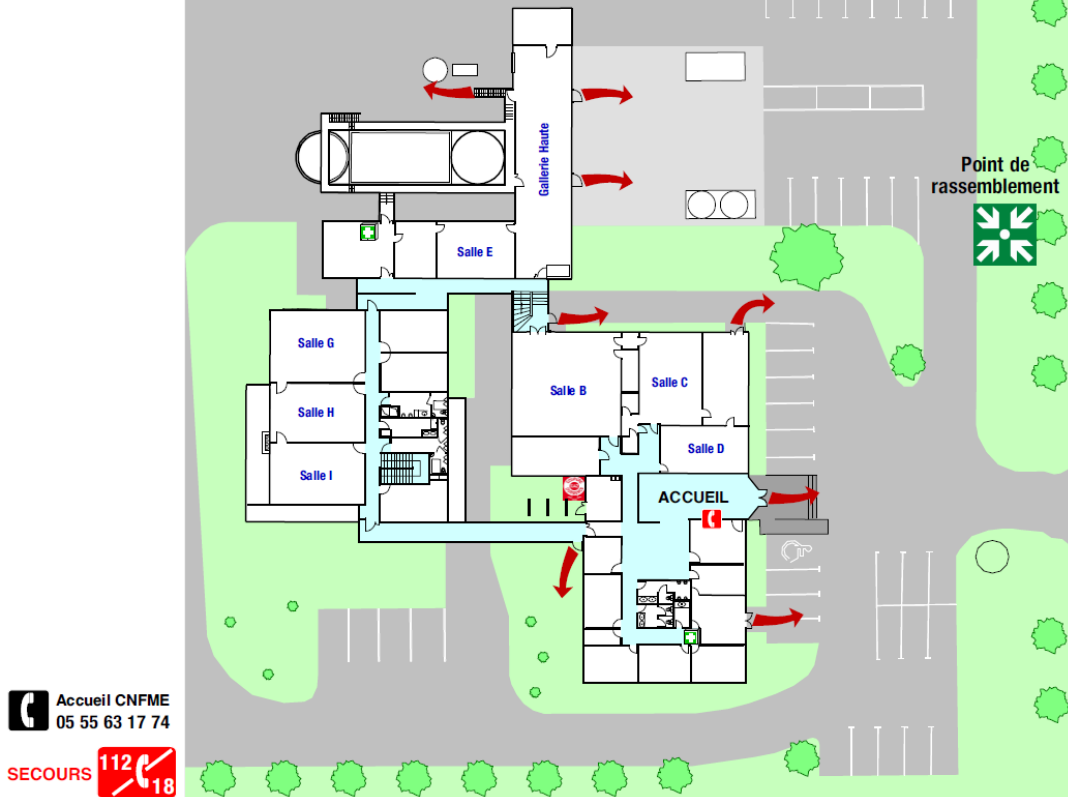 Gallerie Haute
Point de
rassemblement
Salle E
Salle G
Salle B
Salle C
Salle H
Salle D
Salle I
ACCUEIL
Accueil CNFME
05 55 63 17 74
SECOURS
112
18